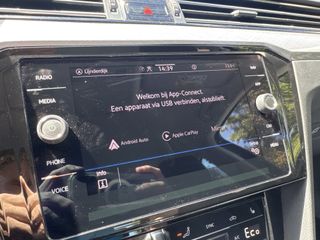 Lijnderdijk 14:39
RADIO
MEDIA
PHONE
VOICE
Welkom bij App-Connect.
Een apparaat via USB verbinden, alstublieft.
Android Auto Apple CarPlay
Info
Eco